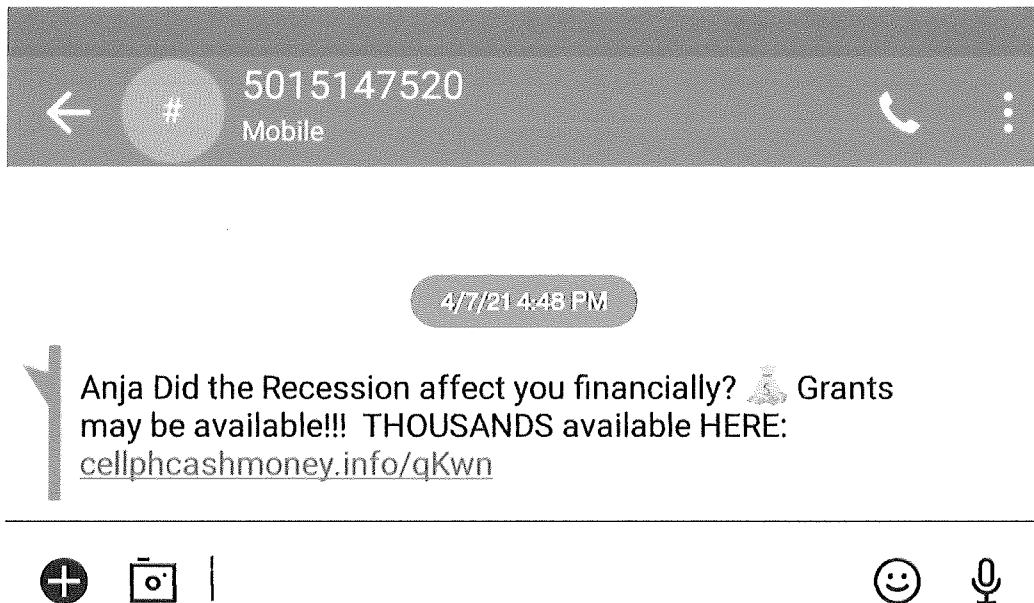 #
5015147520
Mobile
4/7/21 4:48 PM
Anja Did the Recession affect you financially? 💰 Grants
may be available!!!  THOUSANDS available HERE:
cellphcashmoney.info/qKwn